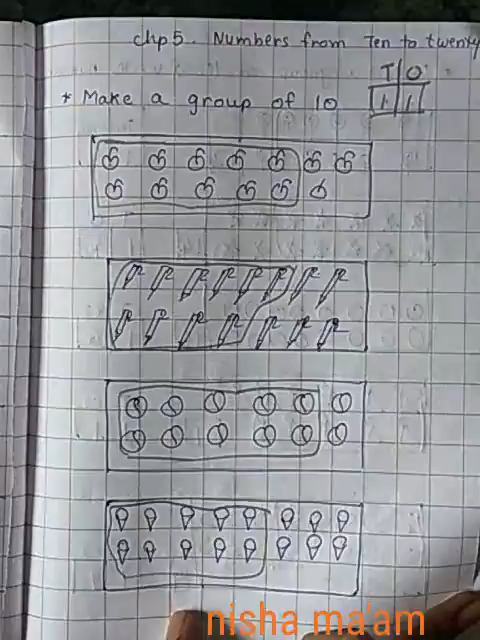 Chp 5. Numbers from Ten to twenty
T O
* Make a group of 10 1 1
nisha ma'am